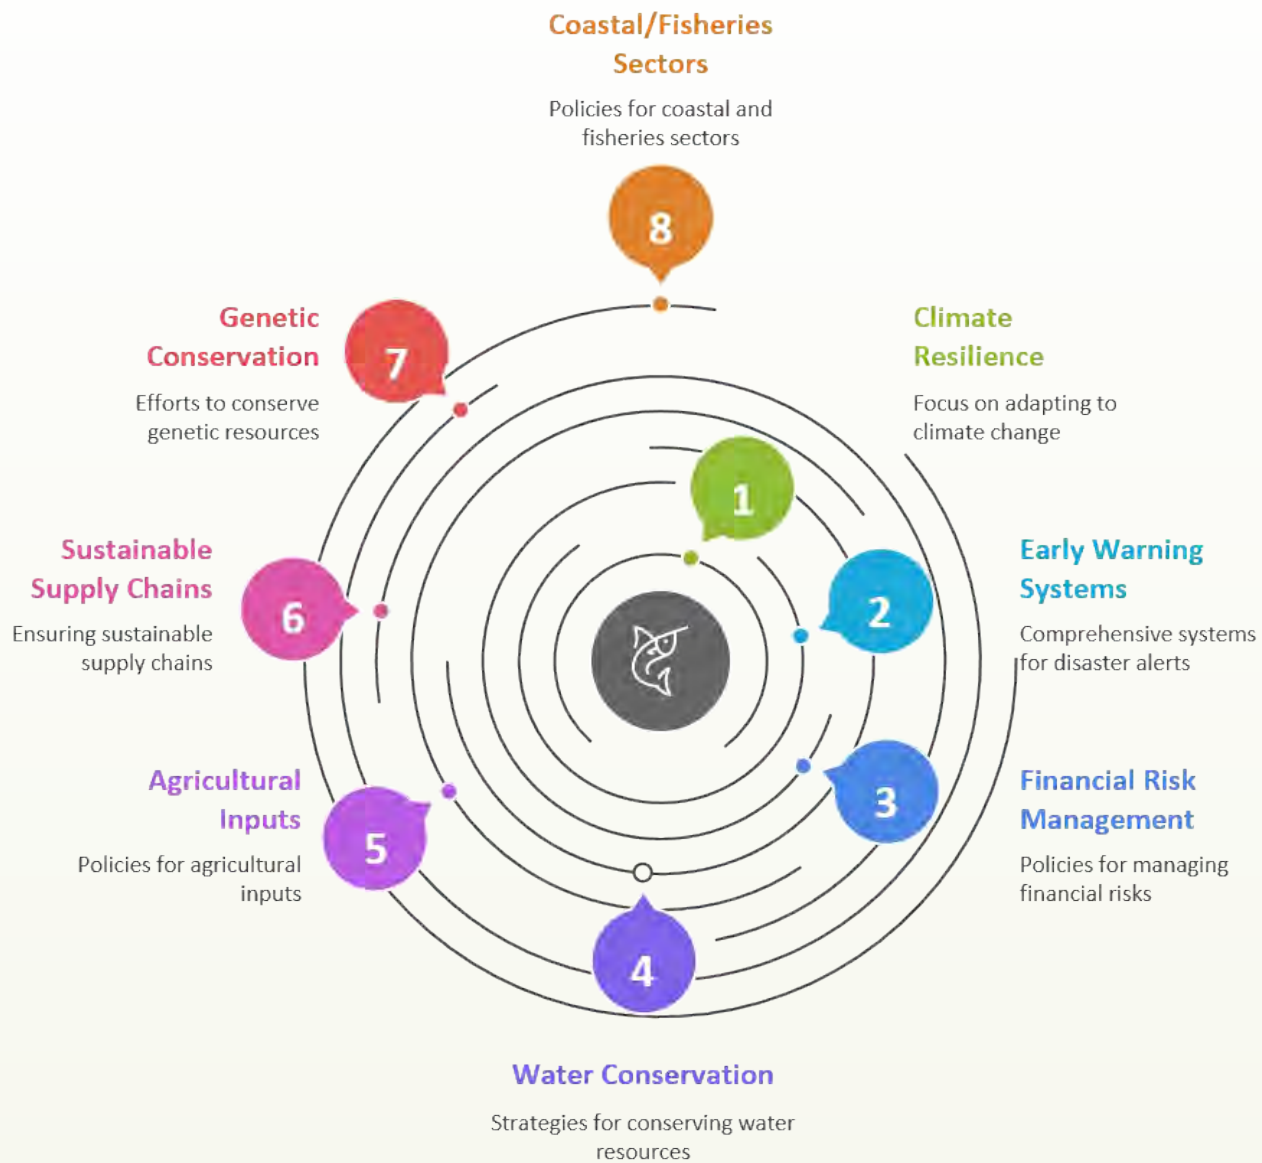 Coastal/Fisheries
Sectors
Policies for coastal and
fisheries sectors
8
Genetic
Conservation
Efforts to conserve
genetic resources
7
Climate
Resilience
Focus on adapting to
climate change
1
Sustainable
Supply Chains
Ensuring sustainable
supply chains
6
Early Warning
Systems
Comprehensive systems
for disaster alerts
2
Agricultural
Inputs
Policies for agricultural
inputs
5
Financial Risk
Management
Policies for managing
financial risks
3
4
Water Conservation
Strategies for conserving water
resources